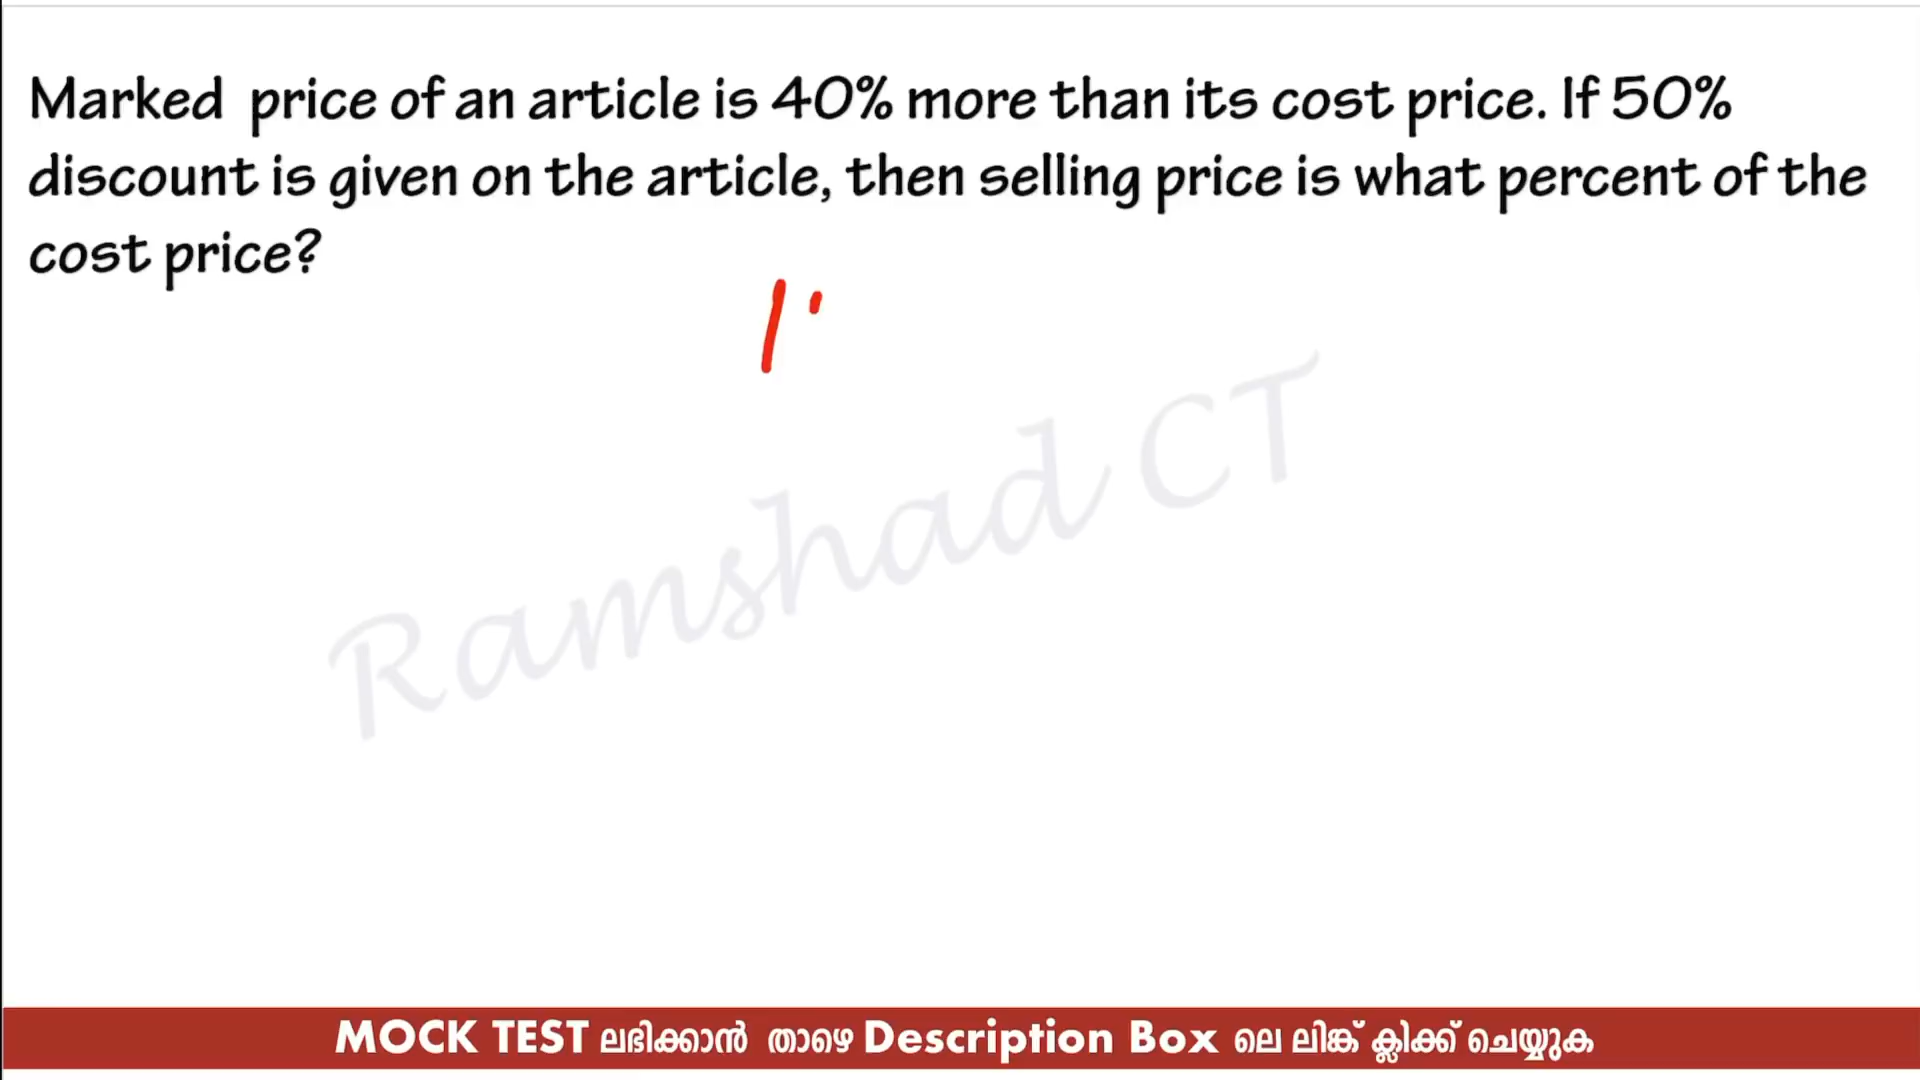 Marked price of an article is 40% more than its cost price. If 50%
discount is given on the article, then selling price is what percent of the
cost price?
Ramshad CT
MOCK TEST ലഭിക്കാൻ താഴെ Description Box ലെ ലിങ്ക് ക്ലിക്ക് ചെയ്യുക